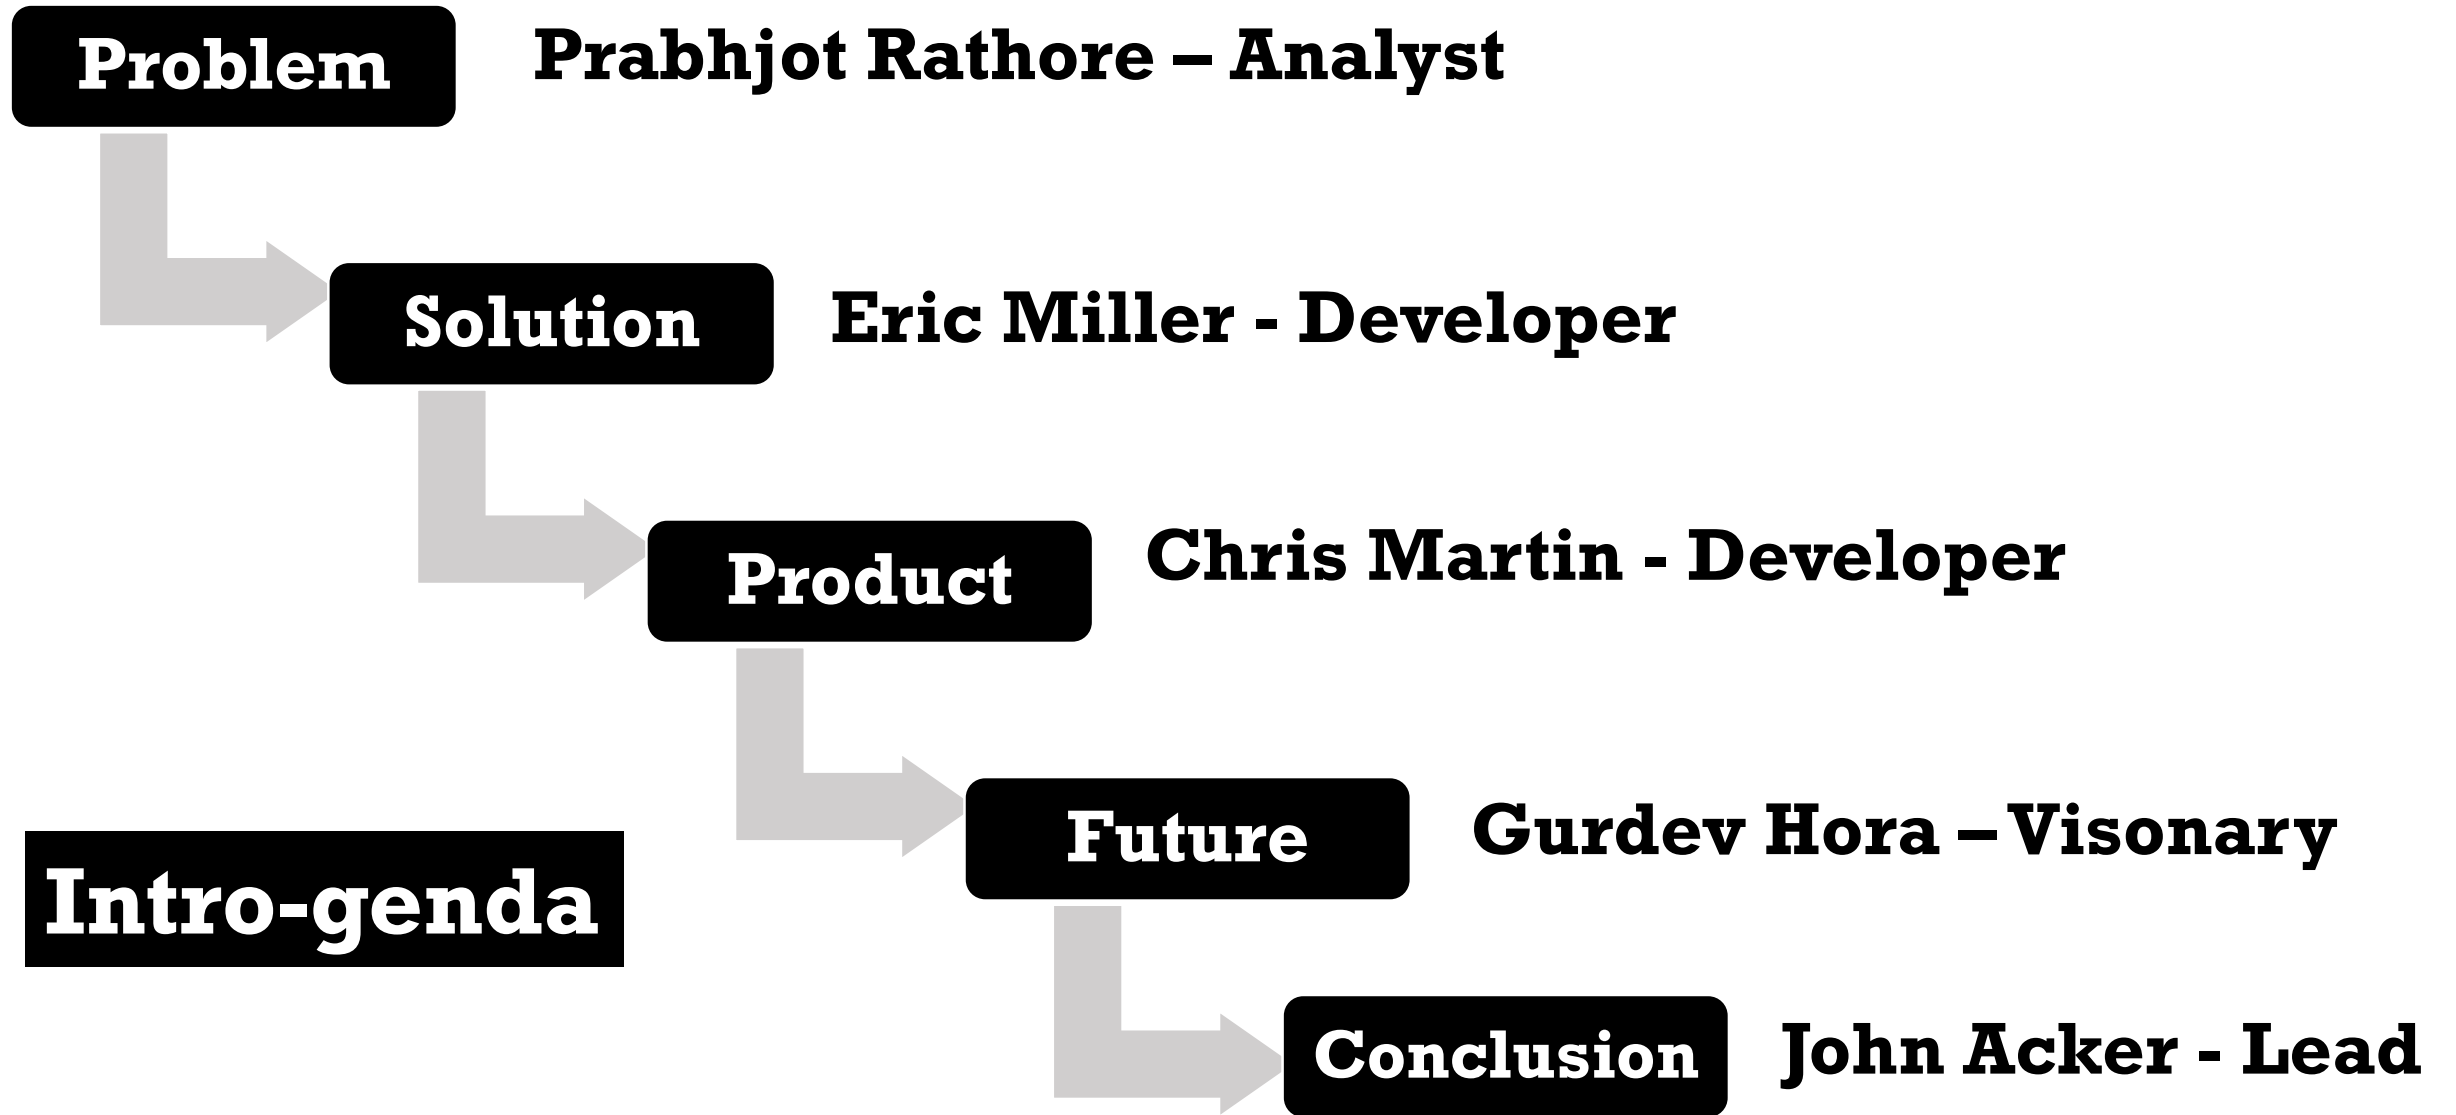 Problem
Prabhjot Rathore – Analyst
Solution
Eric Miller - Developer
Product
Chris Martin - Developer
Future
Gurdev Hora – Visonary
Intro-genda
Conclusion
John Acker - Lead